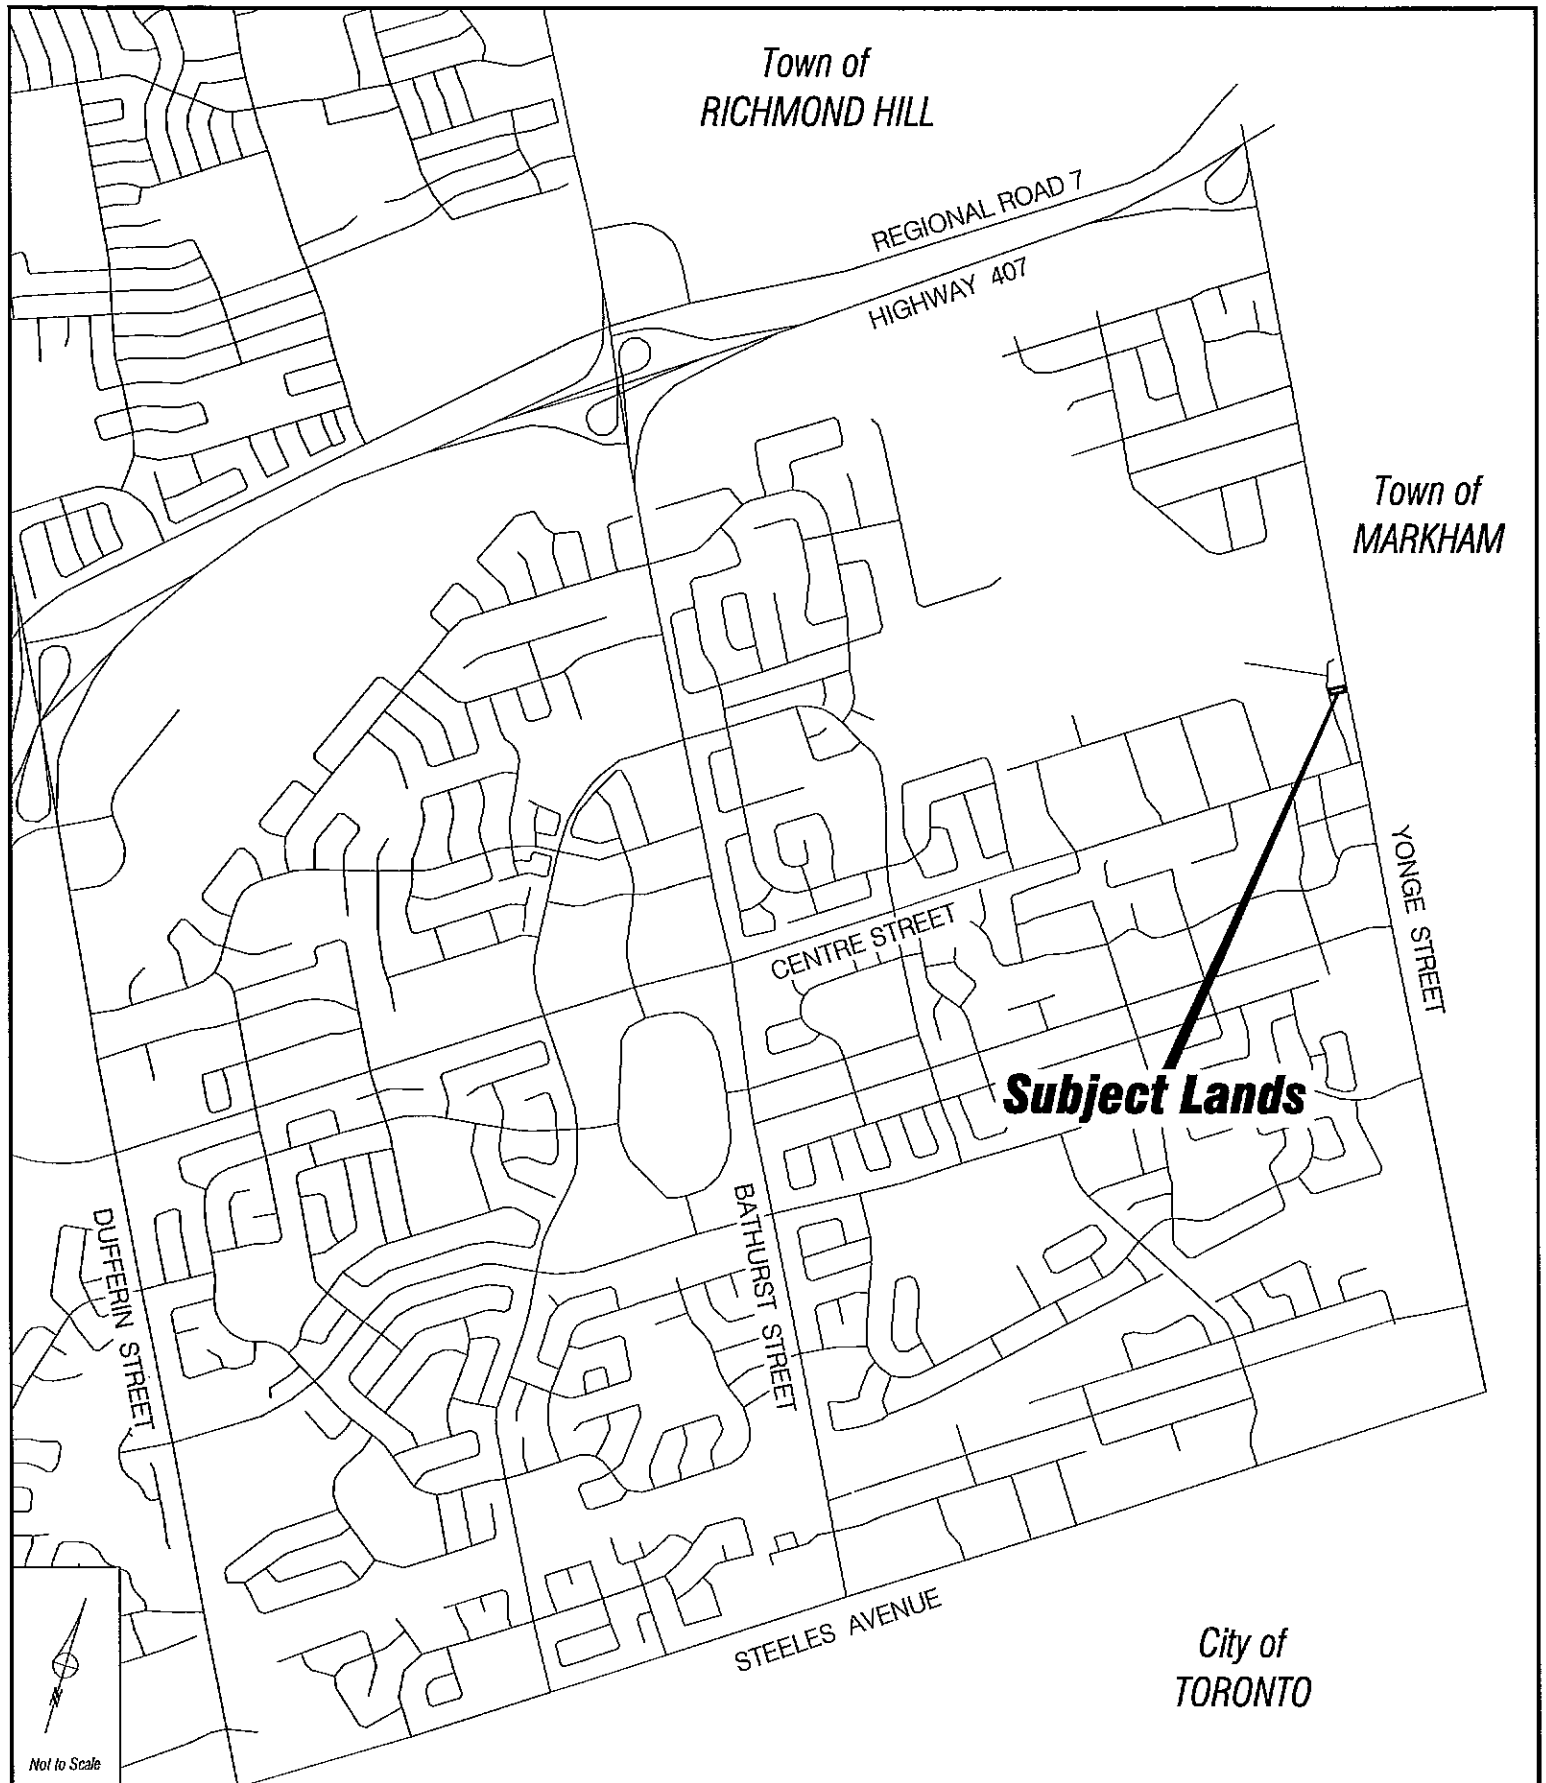 Town of
RICHMOND HILL
REGIONAL ROAD 7
HIGHWAY 407
Town of
MARKHAM
YONGE STREET
CENTRE STREET
Subject Lands
BATHURST STREET
DUFFERIN STREET
STEELES AVENUE
City of
TORONTO
N
Not to Scale